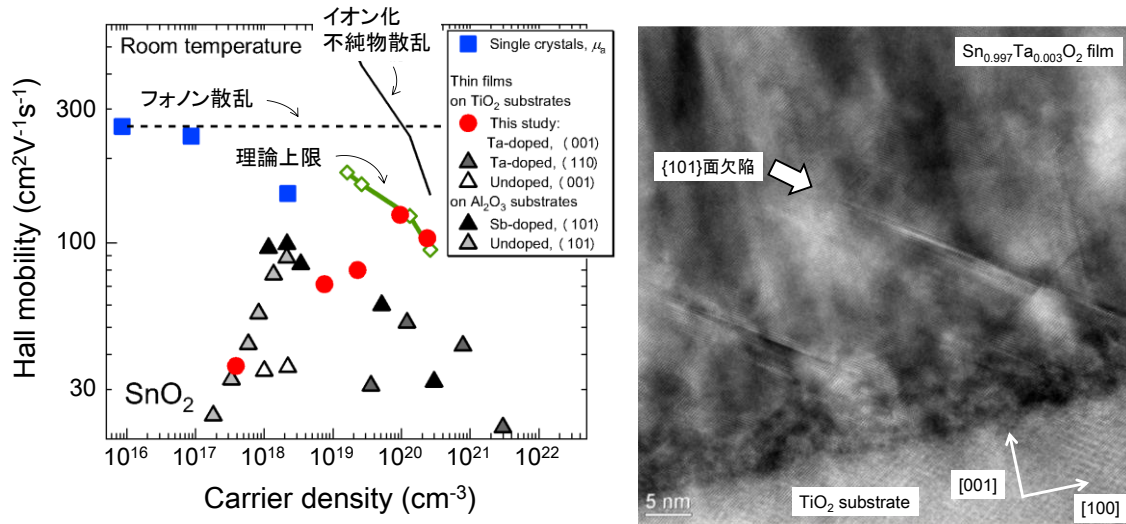 Room temperature
イオン化
不純物散乱
フォノン散乱
理論上限
Single crystals, μa
Thin films
on TiO2 substrates
This study:
Ta-doped, (001)
Ta-doped, (110)
Undoped, (001)
on Al2O3 substrates
Sb-doped, (101)
Undoped, (101)
300
100
30
Hall mobility (cm2V-1s-1)
SnO2
10^16 10^17 10^18 10^19 10^20 10^21 10^22
Carrier density (cm-3)
Sn0.997Ta0.003O2 film
{101}面欠陥
[001]
[100]
TiO2 substrate
5 nm